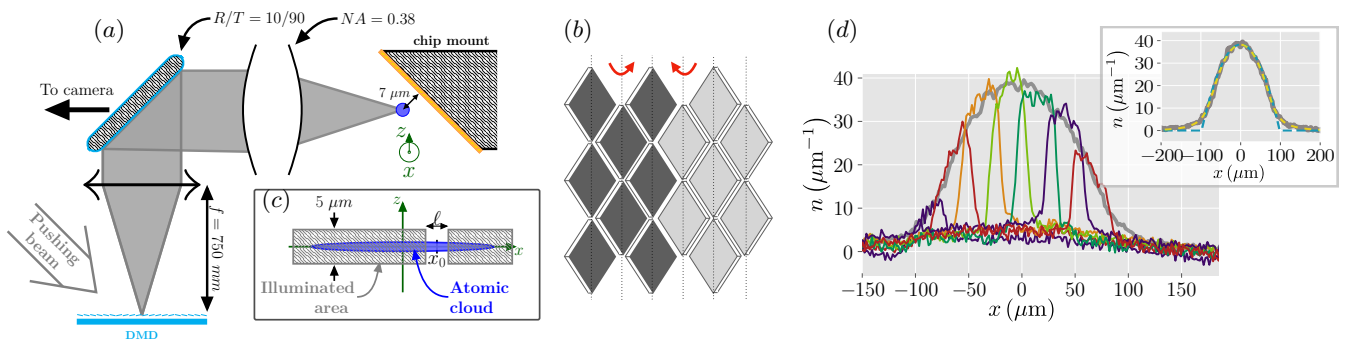 (a)
R/T = 10/90
NA = 0.38
chip mount
To camera
7 μm
z
x
Pushing
beam
f = 750 mm
DMD
(c)
5 μm
z
ℓ
x
x₀
Illuminated
area
Atomic
cloud
(b)
(d)
n (μm⁻¹)
40
30
20
10
0
−150 −100 −50 0 50 100 150
x (μm)
n (μm⁻¹)
40
30
20
10
0
−200 −100 0 100 200
x (μm)